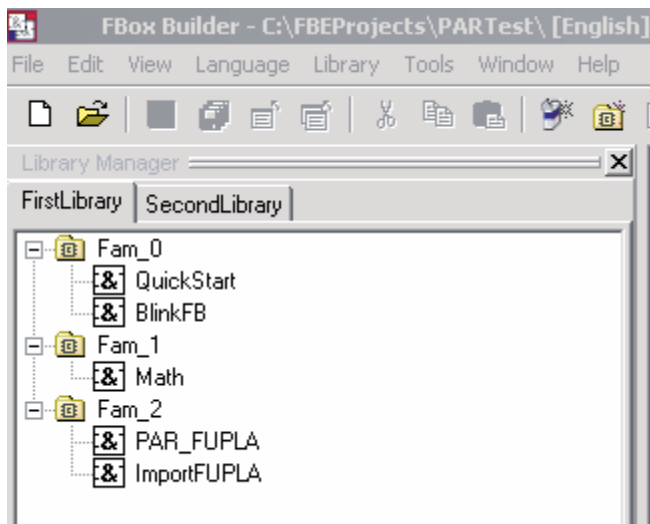 FBox Builder - C:\FBEProjects\PARTest\ [English]
File Edit View Language Library Tools Window Help
Library Manager
FirstLibrary SecondLibrary
Fam_0
QuickStart
BlinkFB
Fam_1
Math
Fam_2
PAR_FUPLA
ImportFUPLA